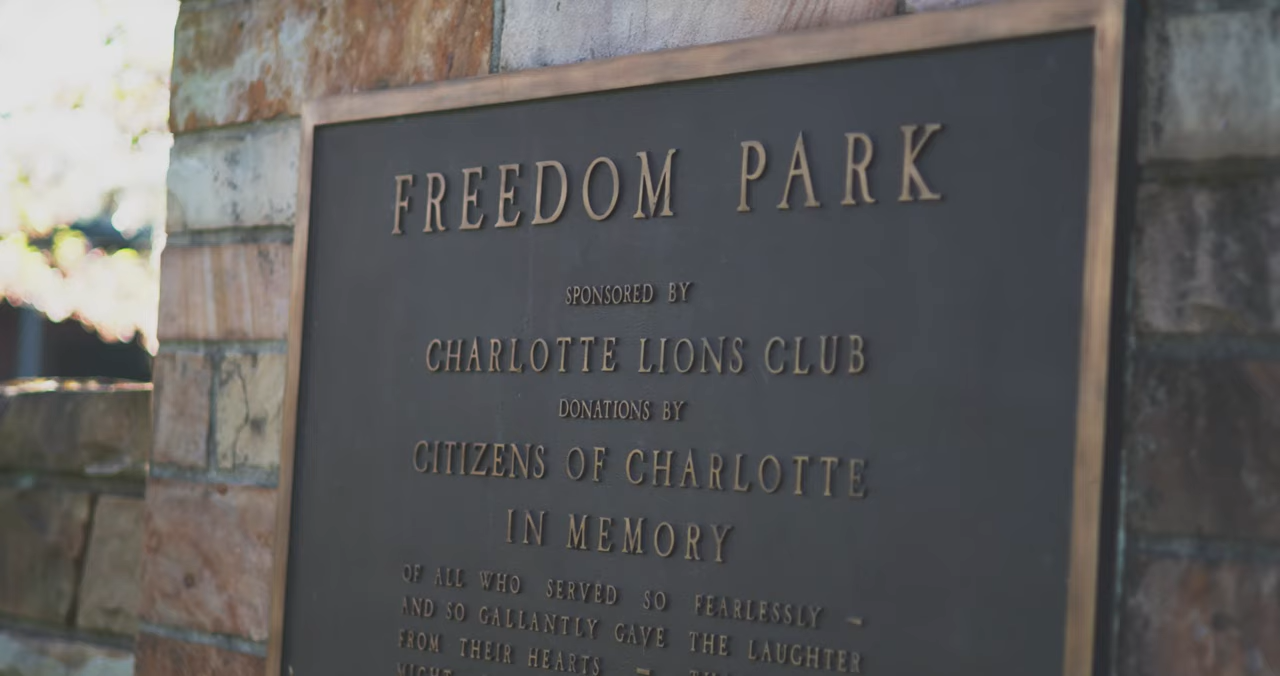 FREEDOM PARK
SPONSORED BY
CHARLOTTE LIONS CLUB
DONATIONS BY
CITIZENS OF CHARLOTTE
IN MEMORY
OF ALL WHO SERVED SO FEARLESSLY –
AND SO GALLANTLY GAVE THE LAUGHTER
FROM THEIR HEARTS –